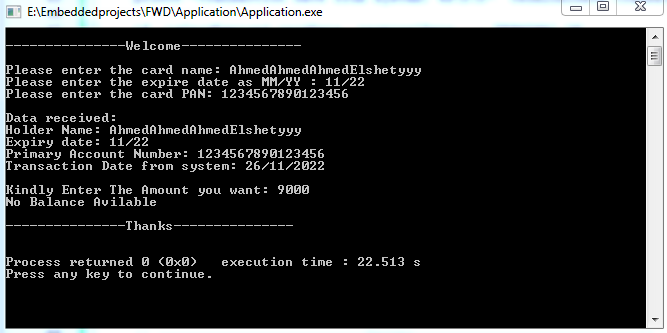 E:\Embeddedprojects\FWD\Application\Application.exe
---------------Welcome---------------
Please enter the card name: AhmedAhmedAhmedElshetyyy
Please enter the expire date as MM/YY : 11/22
Please enter the card PAN: 1234567890123456
Data received:
Holder Name: AhmedAhmedAhmedElshetyyy
Expiry date: 11/22
Primary Account Number: 1234567890123456
Transaction Date from system: 26/11/2022
Kindly Enter The Amount you want: 9000
No Balance Avilable
---------------Thanks---------------
Process returned 0 (0x0)   execution time : 22.513 s
Press any key to continue.